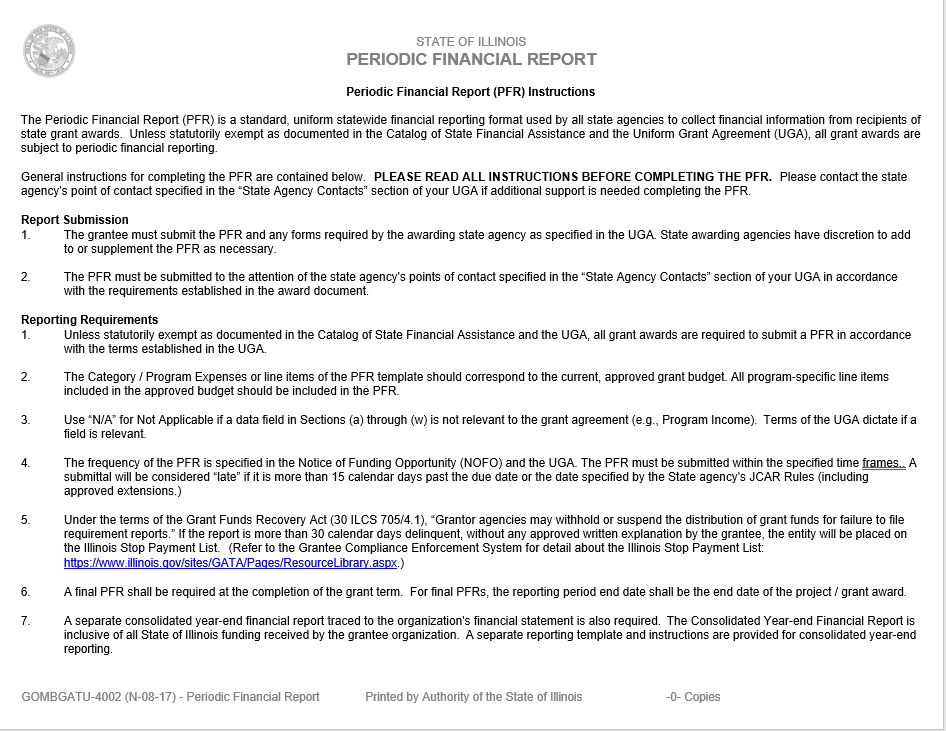 STATE OF ILLINOIS
PERIODIC FINANCIAL REPORT
Periodic Financial Report (PFR) Instructions
The Periodic Financial Report (PFR) is a standard, uniform statewide financial reporting format used by all state agencies to collect financial information from recipients of
state grant awards.  Unless statutorily exempt as documented in the Catalog of State Financial Assistance and the Uniform Grant Agreement (UGA), all grant awards are
subject to periodic financial reporting.
General instructions for completing the PFR are contained below.  PLEASE READ ALL INSTRUCTIONS BEFORE COMPLETING THE PFR.  Please contact the state
agency's point of contact specified in the “State Agency Contacts” section of your UGA if additional support is needed completing the PFR.
Report Submission
1. The grantee must submit the PFR and any forms required by the awarding state agency as specified in the UGA. State awarding agencies have discretion to add
to or supplement the PFR as necessary.
2. The PFR must be submitted to the attention of the state agency's points of contact specified in the “State Agency Contacts” section of your UGA in accordance
with the requirements established in the award document.
Reporting Requirements
1. Unless statutorily exempt as documented in the Catalog of State Financial Assistance and the UGA, all grant awards are required to submit a PFR in accordance
with the terms established in the UGA.
2. The Category / Program Expenses or line items of the PFR template should correspond to the current, approved grant budget. All program-specific line items
included in the approved budget should be included in the PFR.
3. Use “N/A” for Not Applicable if a data field in Sections (a) through (w) is not relevant to the grant agreement (e.g., Program Income).  Terms of the UGA dictate if a
field is relevant.
4. The frequency of the PFR is specified in the Notice of Funding Opportunity (NOFO) and the UGA. The PFR must be submitted within the specified time frames.. A
submittal will be considered “late” if it is more than 15 calendar days past the due date or the date specified by the State agency's JCAR Rules (including
approved extensions.)
5. Under the terms of the Grant Funds Recovery Act (30 ILCS 705/4.1), “Grantor agencies may withhold or suspend the distribution of grant funds for failure to file
requirement reports.” If the report is more than 30 calendar days delinquent, without any approved written explanation by the grantee, the entity will be placed on
the Illinois Stop Payment List.  (Refer to the Grantee Compliance Enforcement System for detail about the Illinois Stop Payment List:
https://www.illinois.gov/sites/GATA/Pages/ResourceLibrary.aspx.)
6. A final PFR shall be required at the completion of the grant term.  For final PFRs, the reporting period end date shall be the end date of the project / grant award.
7. A separate consolidated year-end financial report traced to the organization's financial statement is also required.  The Consolidated Year-end Financial Report is
inclusive of all State of Illinois funding received by the grantee organization.  A separate reporting template and instructions are provided for consolidated year-end
reporting.
GOMBGATU-4002 (N-08-17) - Periodic Financial Report Printed by Authority of the State of Illinois -0- Copies